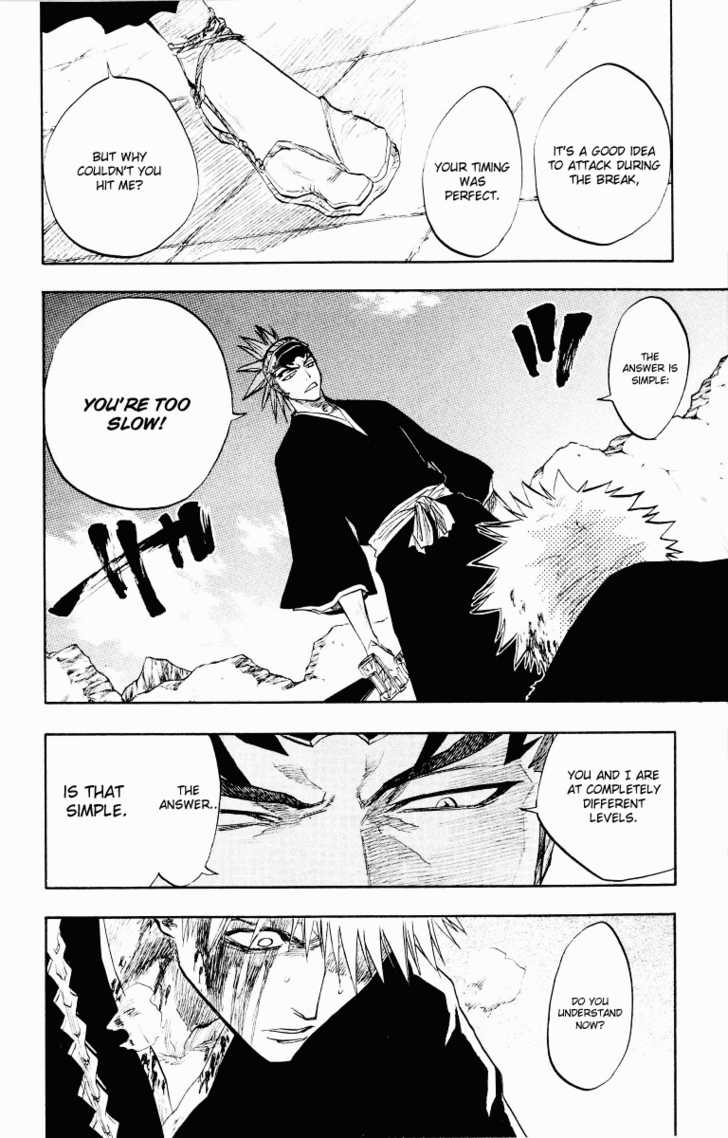 IT'S A GOOD IDEA
TO ATTACK DURING
THE BREAK,
YOUR TIMING
WAS
PERFECT.
BUT WHY
COULDN'T YOU
HIT ME?
THE
ANSWER IS
SIMPLE:
YOU'RE TOO
SLOW!
YOU AND I ARE
AT COMPLETELY
DIFFERENT
LEVELS.
THE
ANSWER..
IS THAT
SIMPLE.
DO YOU
UNDERSTAND
NOW?